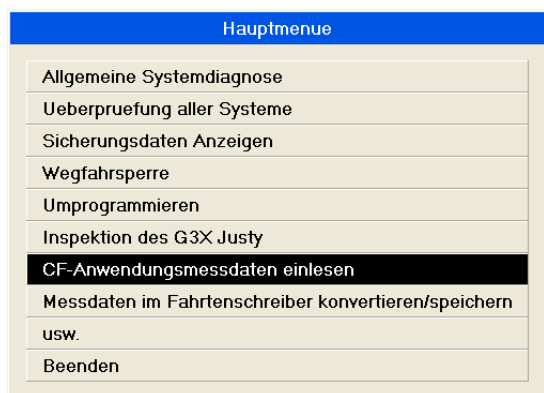 Hauptmenue
Allgemeine Systemdiagnose
Ueberpruefung aller Systeme
Sicherungsdaten Anzeigen
Wegfahrsperre
Umprogrammieren
Inspektion des G3X Justy
CF-Anwendungsmessdaten einlesen
Messdaten im Fahrtenschreiber konvertieren/speichern
usw.
Beenden